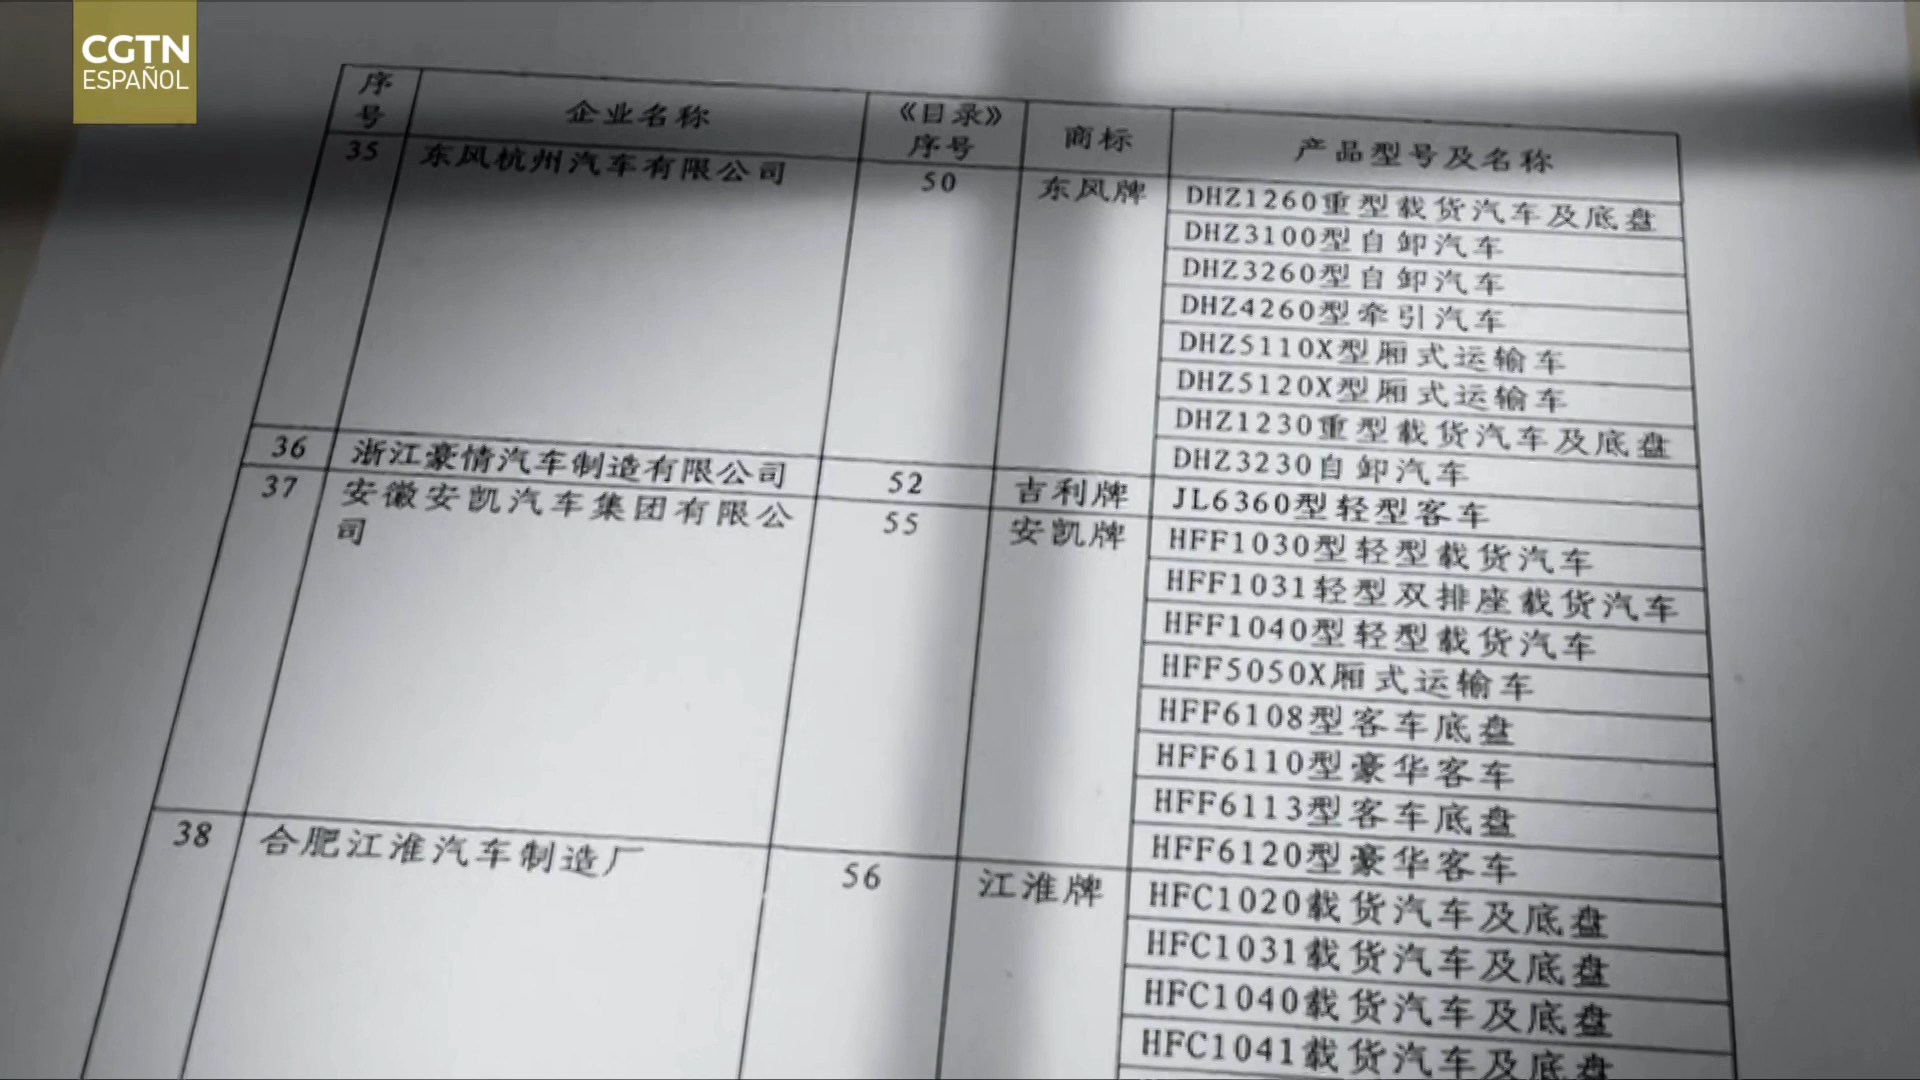 CGTN
ESPAÑOL
序号 企业名称 《目录》序号 商标 产品型号及名称
35 东风杭州汽车有限公司 50 东风牌 DHZ1260重型载货汽车及底盘
DHZ3100型自卸汽车
DHZ3260型自卸汽车
DHZ4260型牵引汽车
DHZ5110X型厢式运输车
DHZ5120X型厢式运输车
DHZ1230重型载货汽车及底盘
DHZ3230自卸汽车
36 浙江豪情汽车制造有限公司 52 吉利牌 JL6360型轻型客车
37 安徽安凯汽车集团有限公司 55 安凯牌 HFF1030型轻型载货汽车
HFF1031轻型双排座载货汽车
HFF1040型轻型载货汽车
HFF5050X厢式运输车
HFF6108型客车底盘
HFF6110型豪华客车
HFF6113型客车底盘
HFF6120型豪华客车
38 合肥江淮汽车制造厂 56 江淮牌 HFC1020载货汽车及底盘
HFC1031载货汽车及底盘
HFC1040载货汽车及底盘
HFC1041载货汽车及底盘